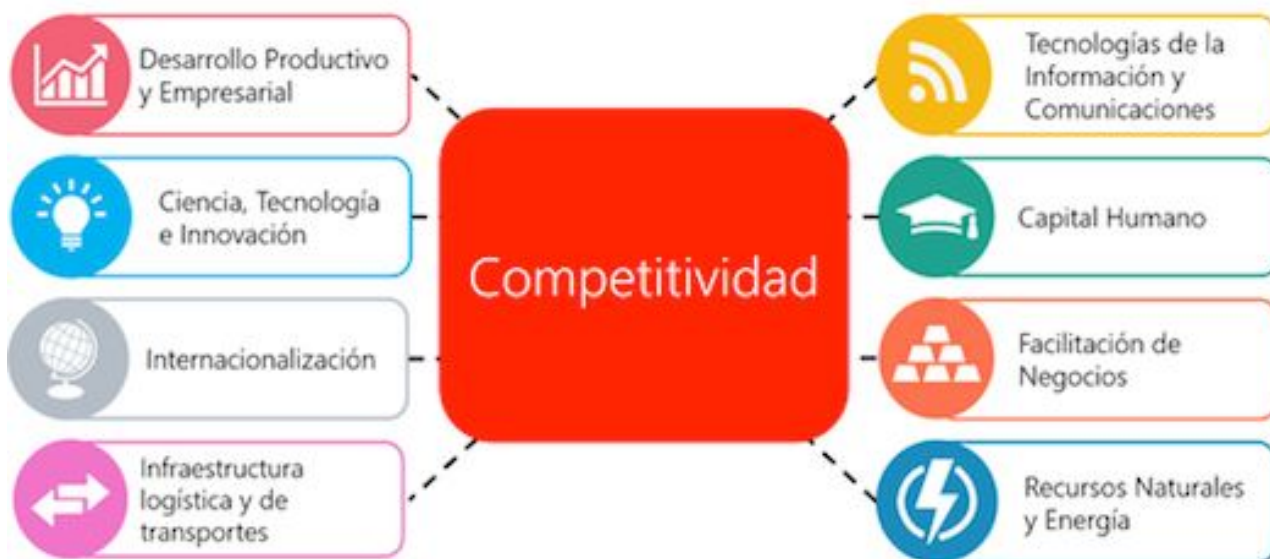 Desarrollo Productivo
y Empresarial
Ciencia, Tecnología
e Innovación
Internacionalización
Infraestructura
logística y de
transportes
Competitividad
Tecnologías de la
Información y
Comunicaciones
Capital Humano
Facilitación de
Negocios
Recursos Naturales
y Energía